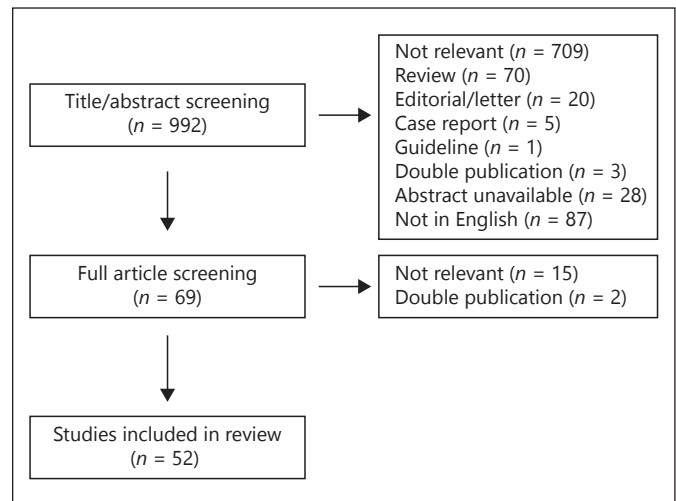 Title/abstract screening
(n = 992)
Not relevant (n = 709)
Review (n = 70)
Editorial/letter (n = 20)
Case report (n = 5)
Guideline (n = 1)
Double publication (n = 3)
Abstract unavailable (n = 28)
Not in English (n = 87)
Full article screening
(n = 69)
Not relevant (n = 15)
Double publication (n = 2)
Studies included in review
(n = 52)